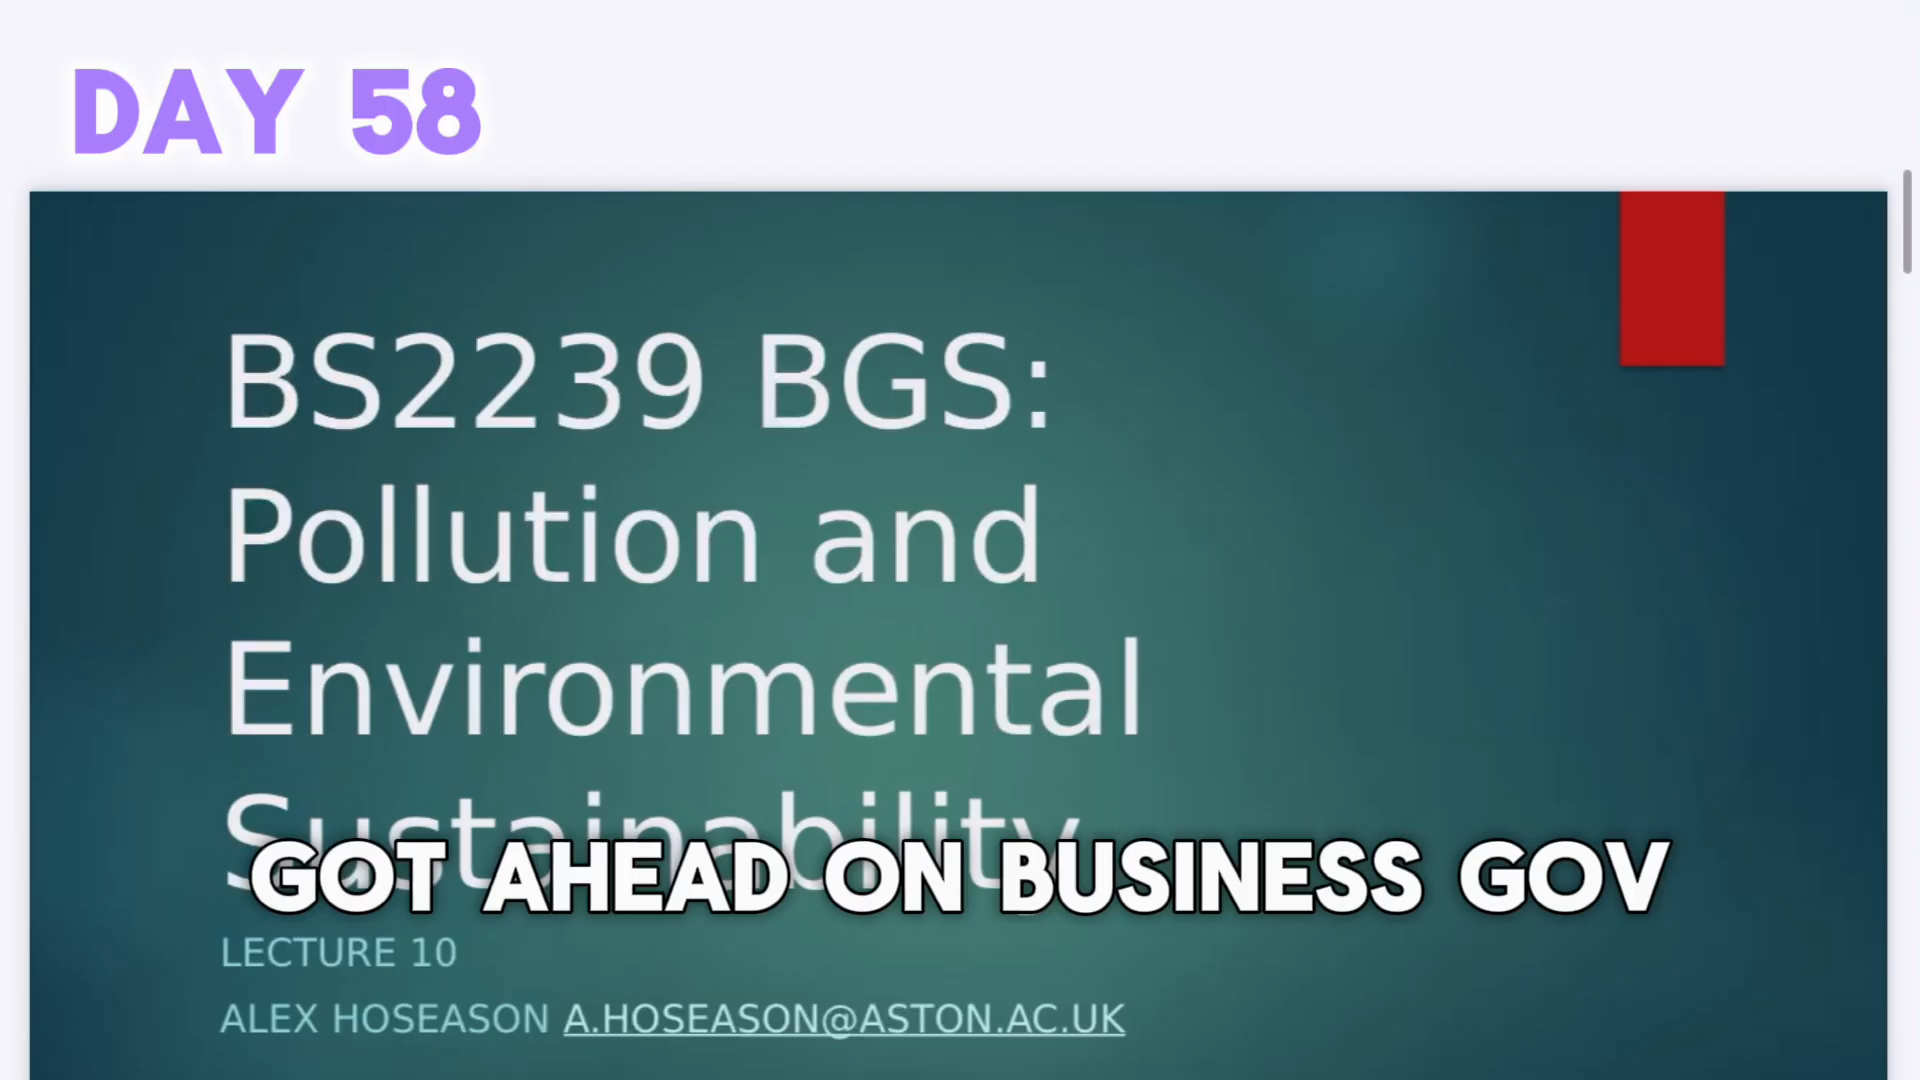 DAY 58
BS2239 BGS:
Pollution and
Environmental
Sustainability
GOT AHEAD ON BUSINESS GOV
LECTURE 10
ALEX HOSEASON A.HOSEASON@ASTON.AC.UK